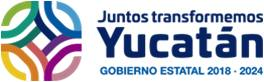 Juntos transformemos
Yucatán
GOBIERNO ESTATAL 2018 - 2024